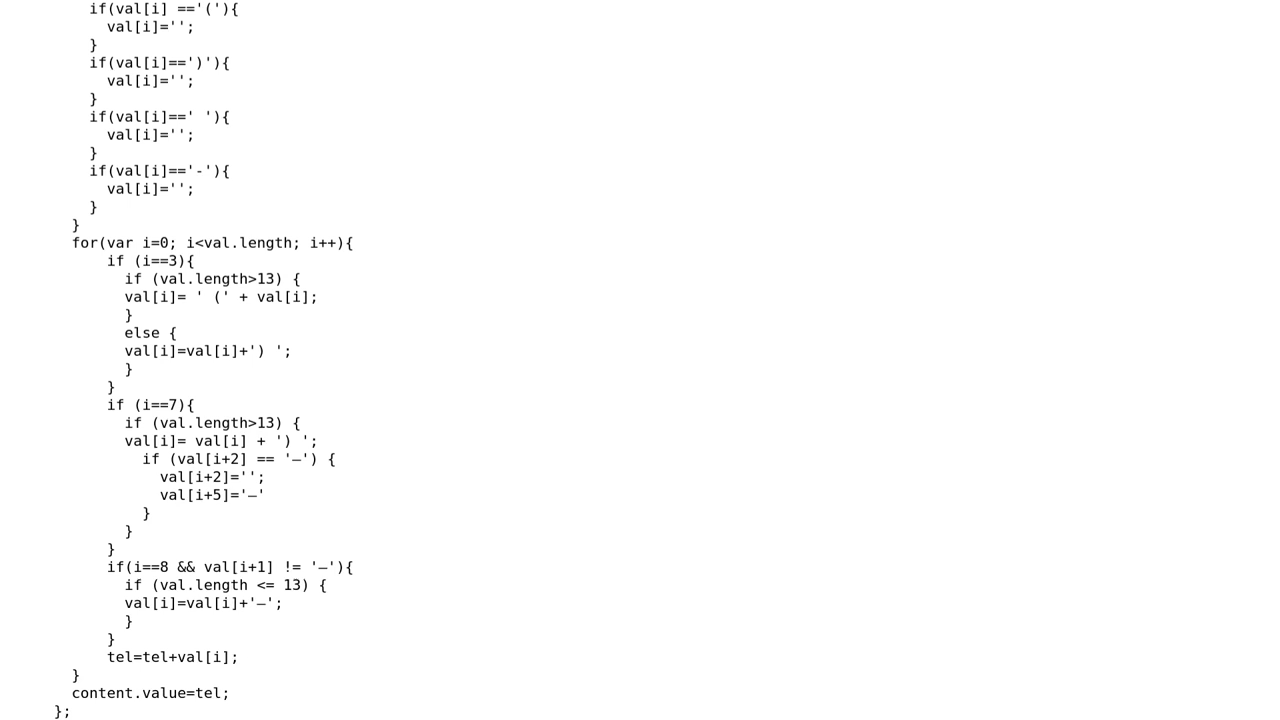 if(val[i] =='('){
val[i]='';
}
if(val[i]==')'){
val[i]='';
}
if(val[i]==' '){
val[i]='';
}
if(val[i]=='-'){
val[i]='';
}
}
for(var i=0; i<val.length; i++){
if (i==3){
if (val.length>13) {
val[i]= ' (' + val[i];
}
else {
val[i]=val[i]+') ';
}
}
if (i==7){
if (val.length>13) {
val[i]= val[i] + ') ';
if (val[i+2] == '–') {
val[i+2]='';
val[i+5]='–'
}
}
}
if(i==8 && val[i+1] != '–'){
if (val.length <= 13) {
val[i]=val[i]+'–';
}
}
tel=tel+val[i];
}
content.value=tel;
};